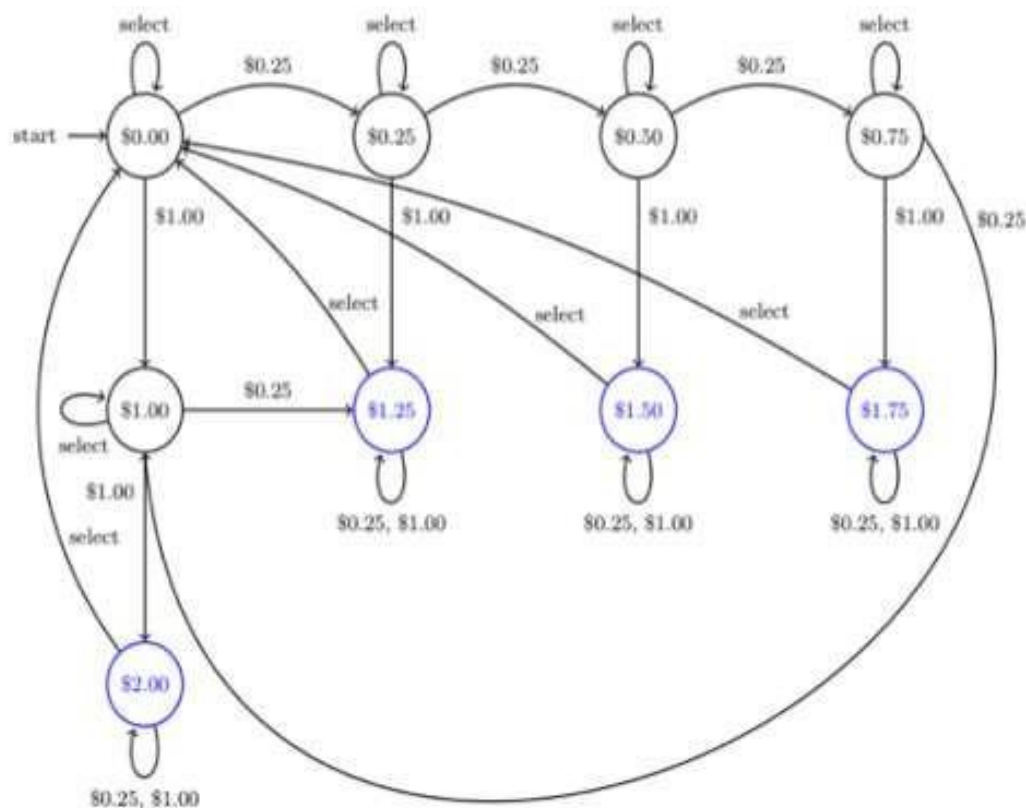 select select select select
$0.25 $0.25 $0.25
start $0.00 $0.25 $0.50 $0.75
$1.00 $1.00 $1.00 $1.00 $0.25
select select select
$0.25
$1.00 $1.25 $1.50 $1.75
select
$1.00
$0.25, $1.00 $0.25, $1.00 $0.25, $1.00
select
$2.00
$0.25, $1.00